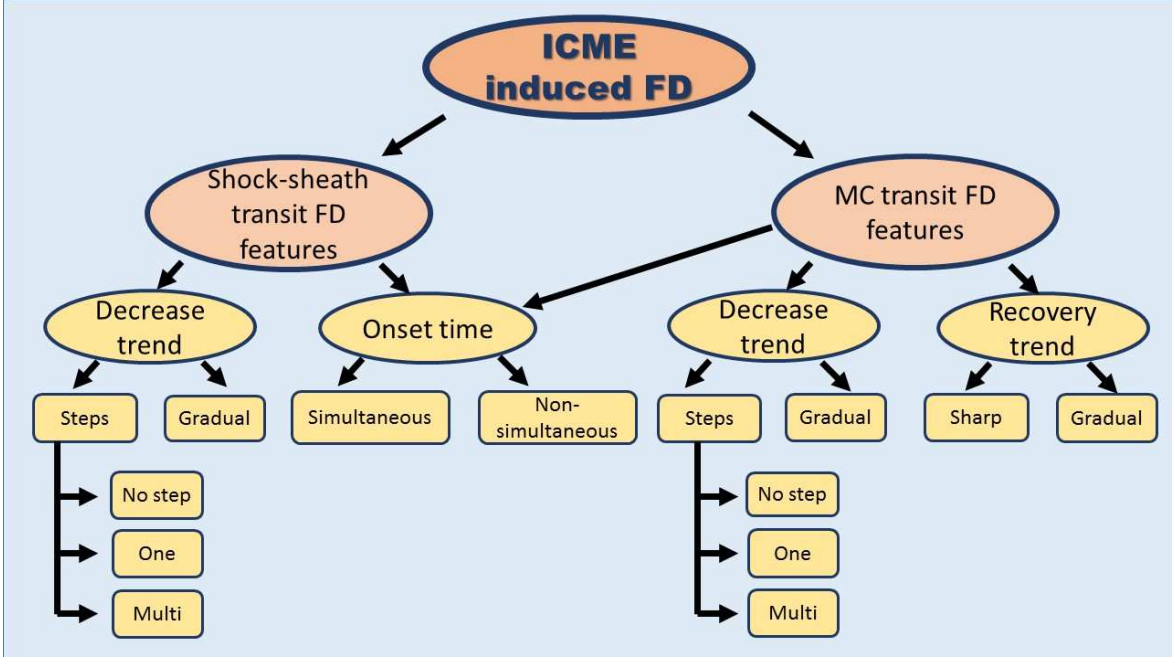 ICME
induced FD
Shock-sheath
transit FD
features
MC transit FD
features
Decrease
trend
Onset time
Decrease
trend
Recovery
trend
Steps
Gradual
Simultaneous
Non-
simultaneous
Steps
Gradual
Sharp
Gradual
No step
One
Multi
No step
One
Multi